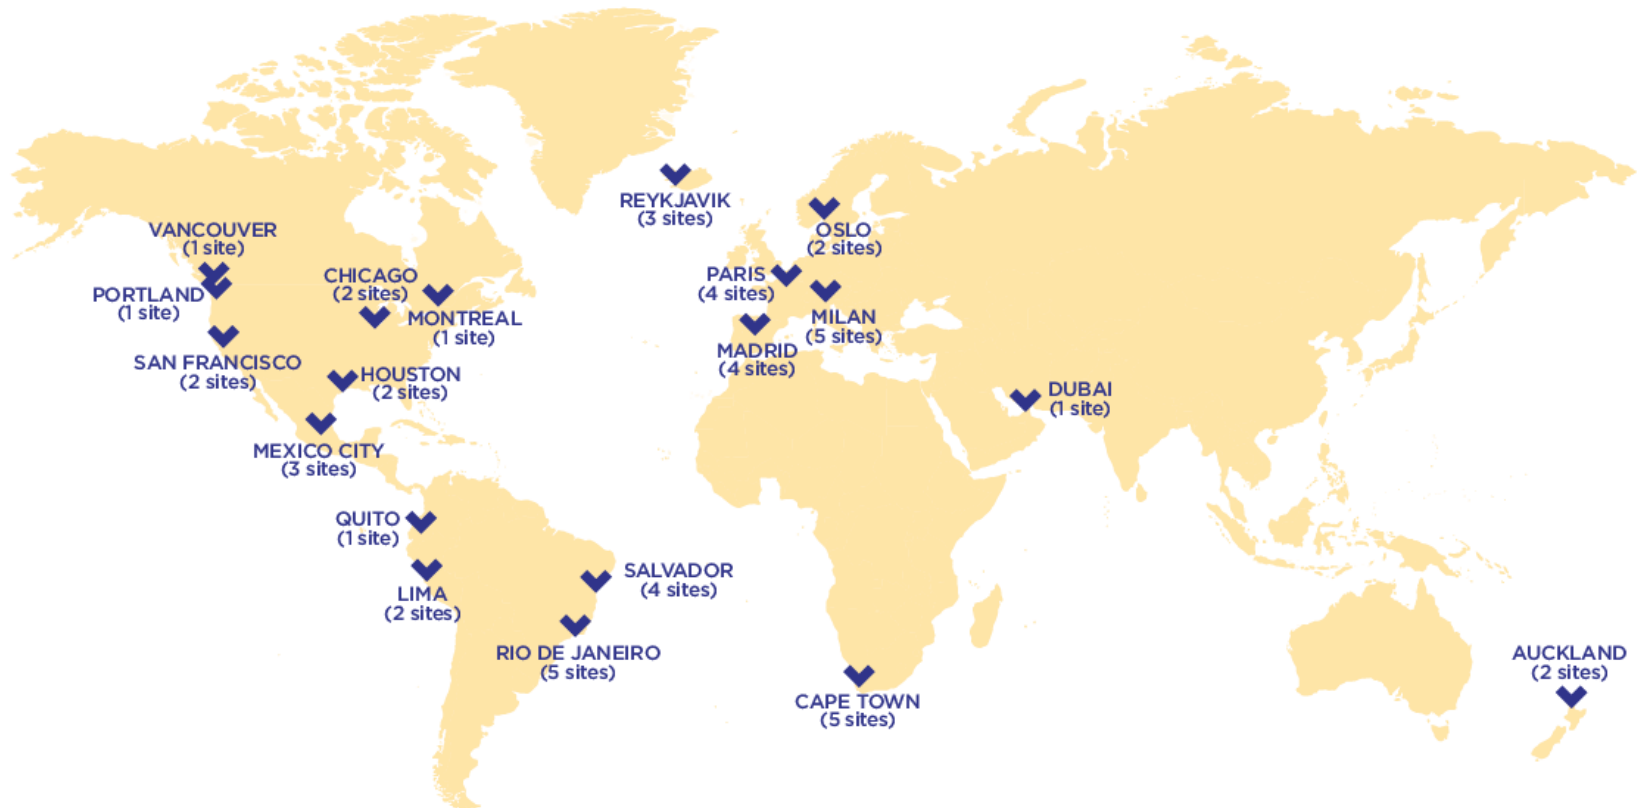 REYKJAVIK
(3 sites)
VANCOUVER
(1 site)
OSLO
(2 sites)
CHICAGO
(2 sites)
PARIS
(4 sites)
PORTLAND
(1 site)
MONTREAL
(1 site)
MILAN
(5 sites)
MADRID
(4 sites)
SAN FRANCISCO
(2 sites)
HOUSTON
(2 sites)
DUBAI
(1 site)
MEXICO CITY
(3 sites)
QUITO
(1 site)
SALVADOR
(4 sites)
LIMA
(2 sites)
RIO DE JANEIRO
(5 sites)
AUCKLAND
(2 sites)
CAPE TOWN
(5 sites)